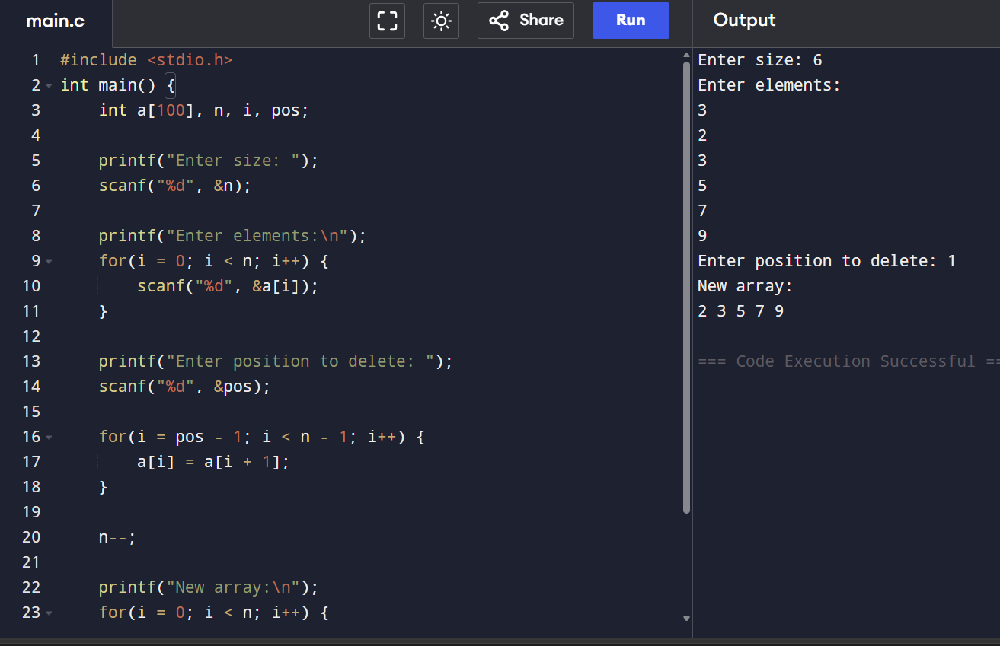 main.c
Share
Run
Output
1 #include <stdio.h>
2 int main() {
3     int a[100], n, i, pos;
4
5     printf("Enter size: ");
6     scanf("%d", &n);
7
8     printf("Enter elements:\n");
9     for(i = 0; i < n; i++) {
10         scanf("%d", &a[i]);
11     }
12
13     printf("Enter position to delete: ");
14     scanf("%d", &pos);
15
16     for(i = pos - 1; i < n - 1; i++) {
17         a[i] = a[i + 1];
18     }
19
20     n--;
21
22     printf("New array:\n");
23     for(i = 0; i < n; i++) {
Enter size: 6
Enter elements:
3
2
3
5
7
9
Enter position to delete: 1
New array:
2 3 5 7 9
=== Code Execution Successful ==